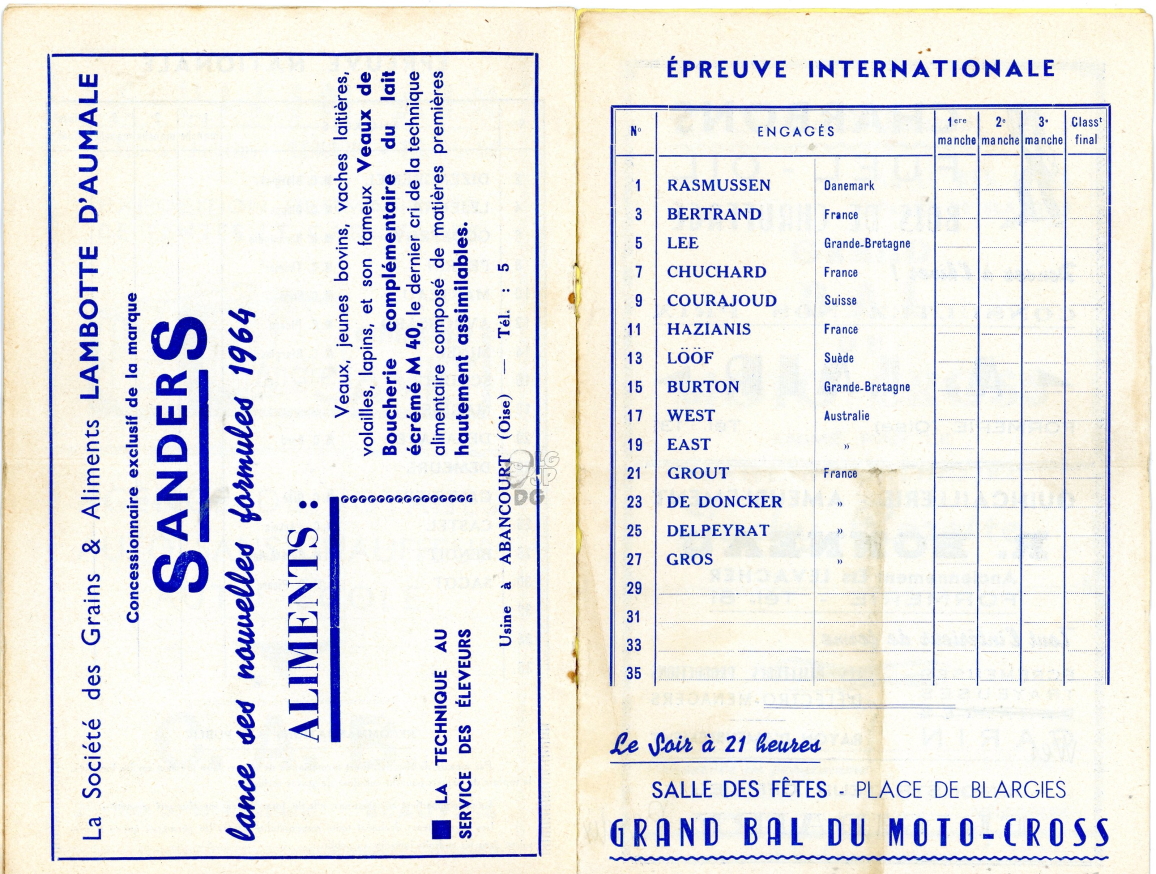 La Société des Grains & Aliments LAMBOTTE D'AUMALE
Concessionnaire exclusif de la marque
SANDERS
lance ses nouvelles formules 1964
ALIMENTS :
Veaux, jeunes bovins, vaches laitières,
volailles, lapins, et son fameux Veaux de
Boucherie complémentaire du lait
écrémé M 40, le dernier cri de la technique
alimentaire composé de matières premières
hautement assimilables.
■ LA TECHNIQUE AU
SERVICE DES ÉLEVEURS
Usine à ABANCOURT (Oise) — Tél. : 5
ÉPREUVE INTERNATIONALE
No ENGAGÉS 1ere manche 2e manche 3e manche Classt final
1 RASMUSSEN Danemark
3 BERTRAND France
5 LEE Grande-Bretagne
7 CHUCHARD France
9 COURAJOUD Suisse
11 HAZIANIS France
13 LÖÖF Suède
15 BURTON Grande-Bretagne
17 WEST Australie
19 EAST »
21 GROUT France
23 DE DONCKER »
25 DELPEYRAT »
27 GROS »
29
31
33
35
Le Soir à 21 heures
SALLE DES FÊTES - PLACE DE BLARGIES
GRAND BAL DU MOTO-CROSS